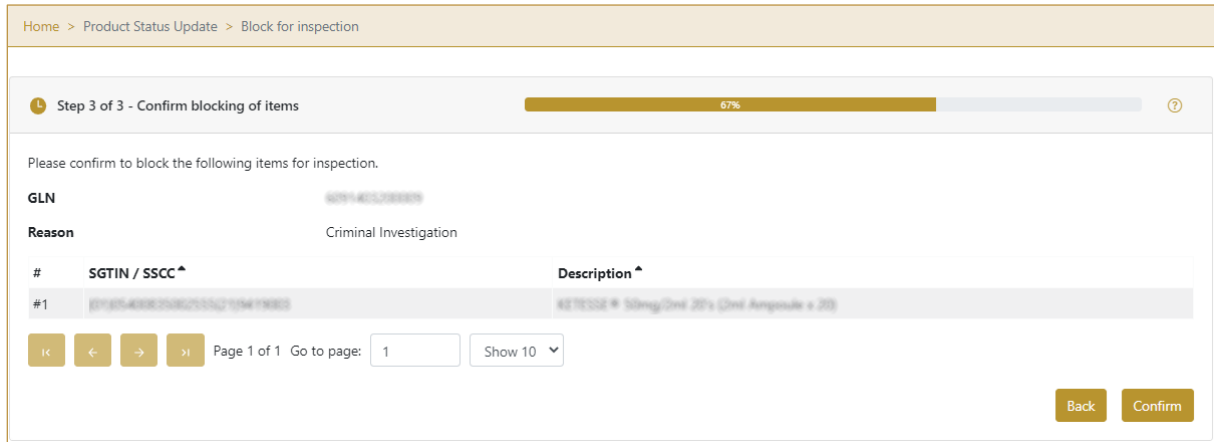 Home > Product Status Update > Block for inspection
Step 3 of 3 - Confirm blocking of items
67%
Please confirm to block the following items for inspection.
GLN
Reason Criminal Investigation
# SGTIN / SSCC Description
#1
Page 1 of 1 Go to page: 1 Show 10
Back Confirm